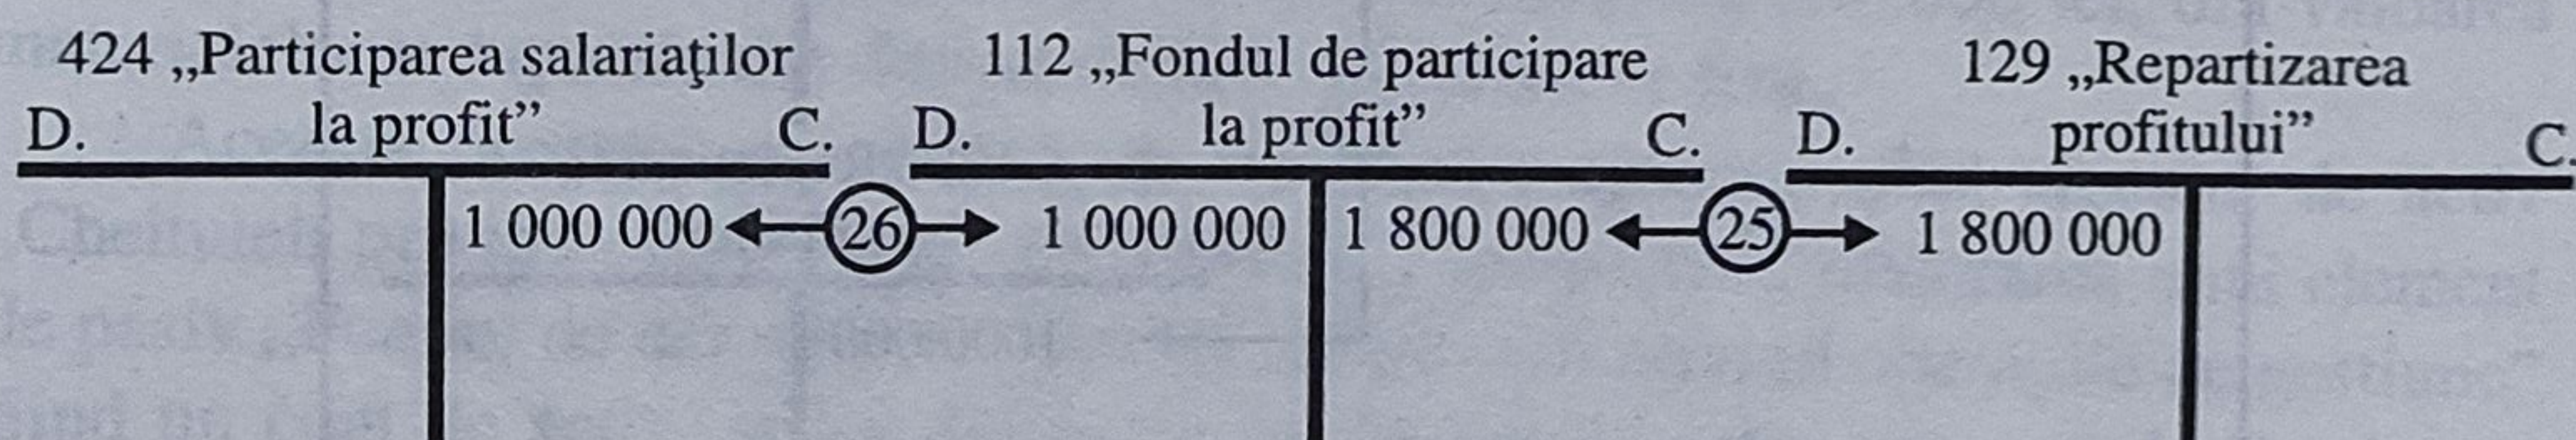 424 „Participarea salariaţilor
la profit”
D. C.
112 „Fondul de participare
la profit”
D. C.
129 „Repartizarea
profitului”
D. C.
1 000 000 26 1 000 000 1 800 000 25 1 800 000